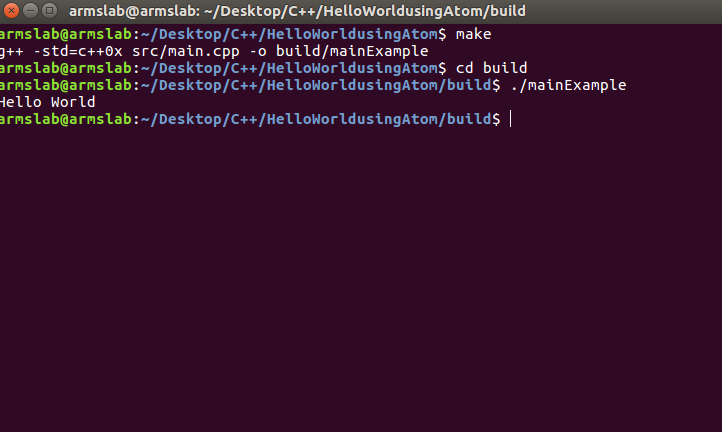 armslab@armslab: ~/Desktop/C++/HelloWorldusingAtom/build
armslab@armslab:~/Desktop/C++/HelloWorldusingAtom$ make
g++ -std=c++0x src/main.cpp -o build/mainExample
armslab@armslab:~/Desktop/C++/HelloWorldusingAtom$ cd build
armslab@armslab:~/Desktop/C++/HelloWorldusingAtom/build$ ./mainExample
Hello World
armslab@armslab:~/Desktop/C++/HelloWorldusingAtom/build$